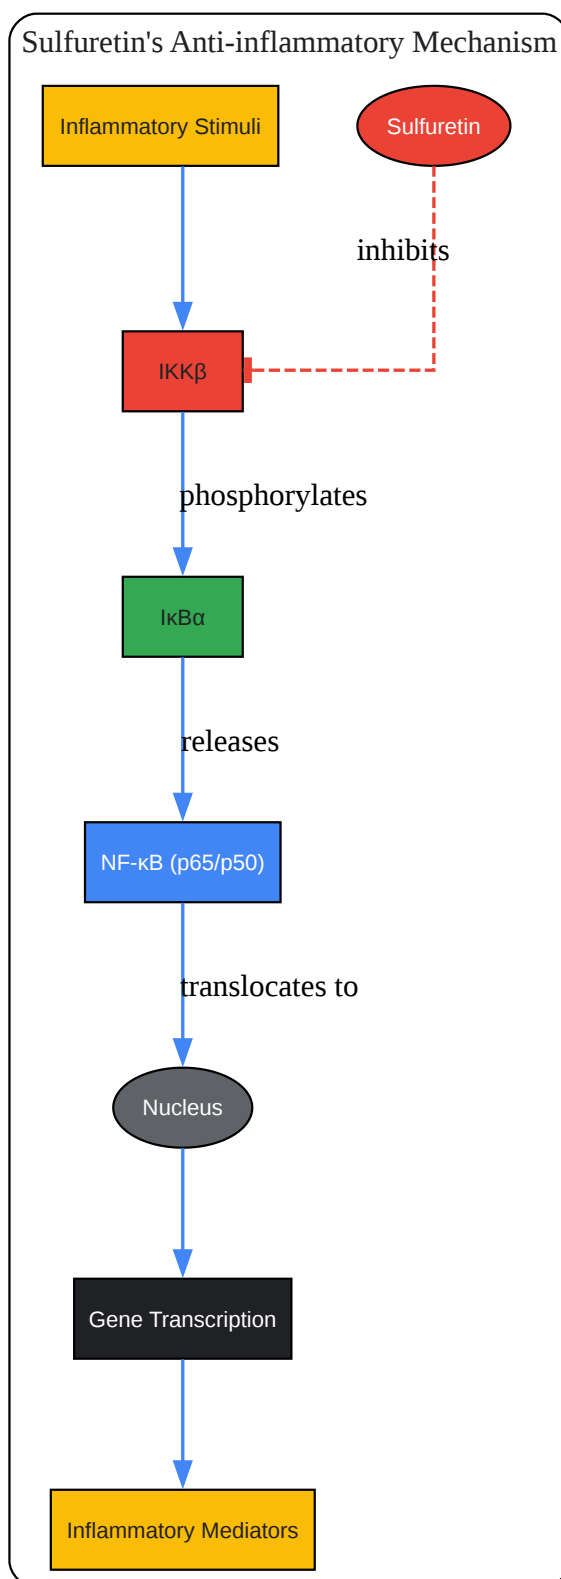 Sulfuretin's Anti-inflammatory Mechanism
Inflammatory Stimuli
Sulfuretin
inhibits
IKKβ
phosphorylates
IκBα
releases
NF-κB (p65/p50)
translocates to
Nucleus
Gene Transcription
Inflammatory Mediators